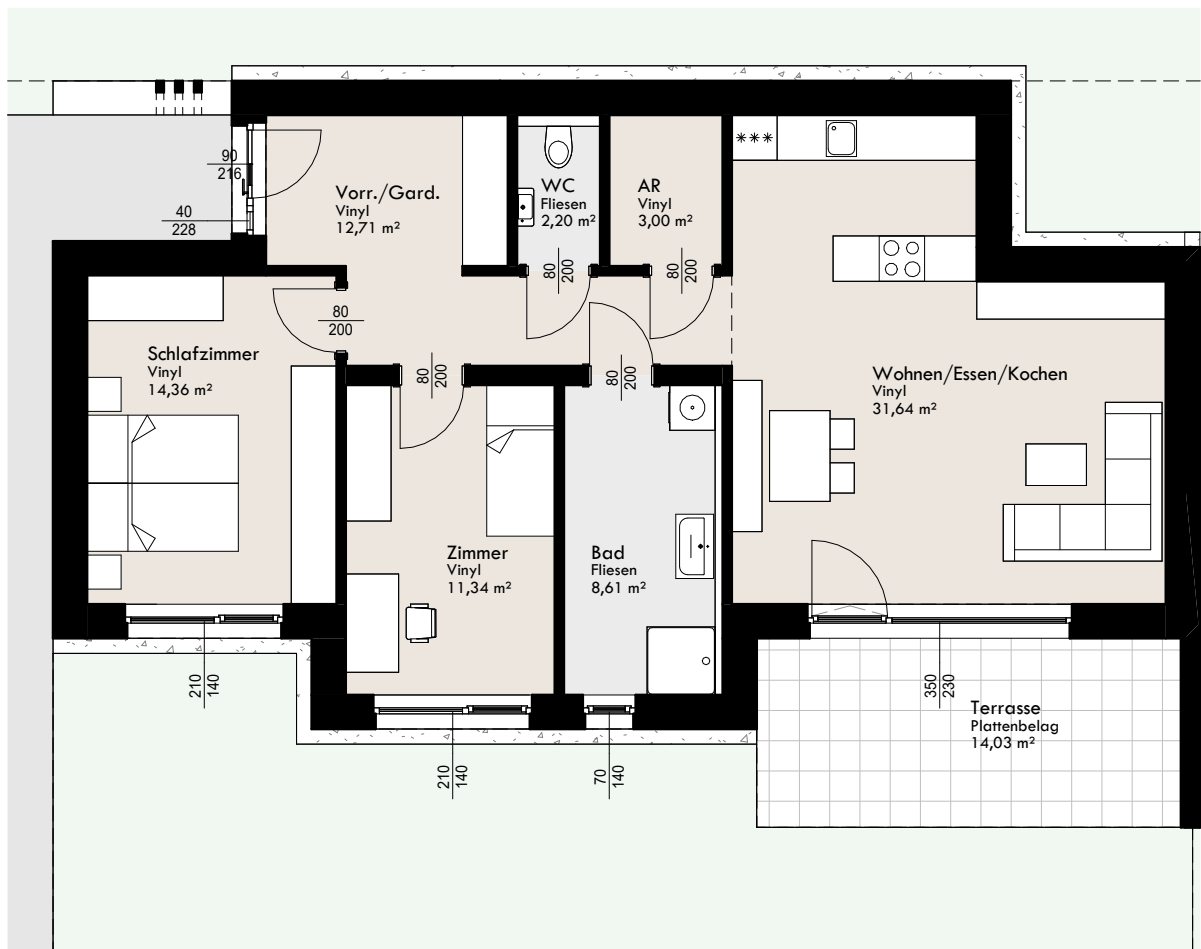 90
216
40
228
Vorr./Gard.
Vinyl
12,71 m²
WC
Fliesen
2,20 m²
AR
Vinyl
3,00 m²
***
80
200
80
200
80
200
80
200
80
200
Schlafzimmer
Vinyl
14,36 m²
Wohnen/Essen/Kochen
Vinyl
31,64 m²
Zimmer
Vinyl
11,34 m²
Bad
Fliesen
8,61 m²
210
140
350
230
Terrasse
Plattenbelag
14,03 m²
210
140
70
140